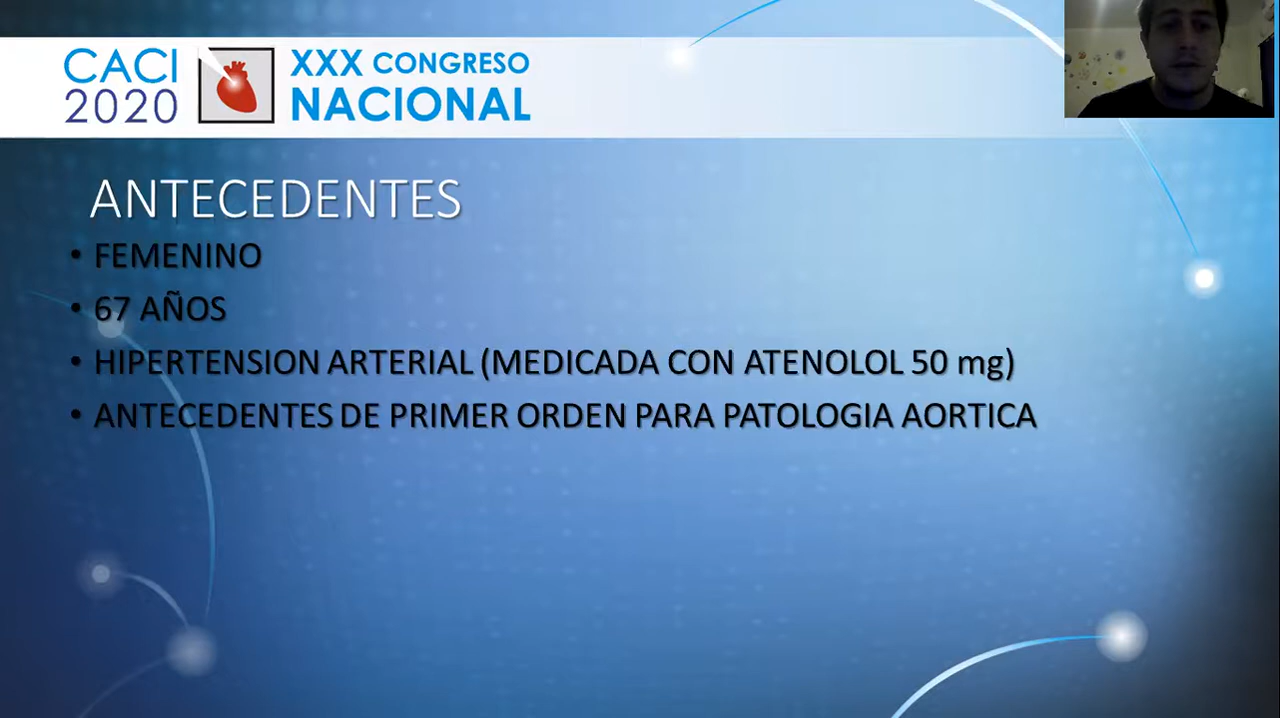 CACI
2020
XXX CONGRESO
NACIONAL
ANTECEDENTES
• FEMENINO
• 67 AÑOS
• HIPERTENSION ARTERIAL (MEDICADA CON ATENOLOL 50 mg)
• ANTECEDENTES DE PRIMER ORDEN PARA PATOLOGIA AORTICA